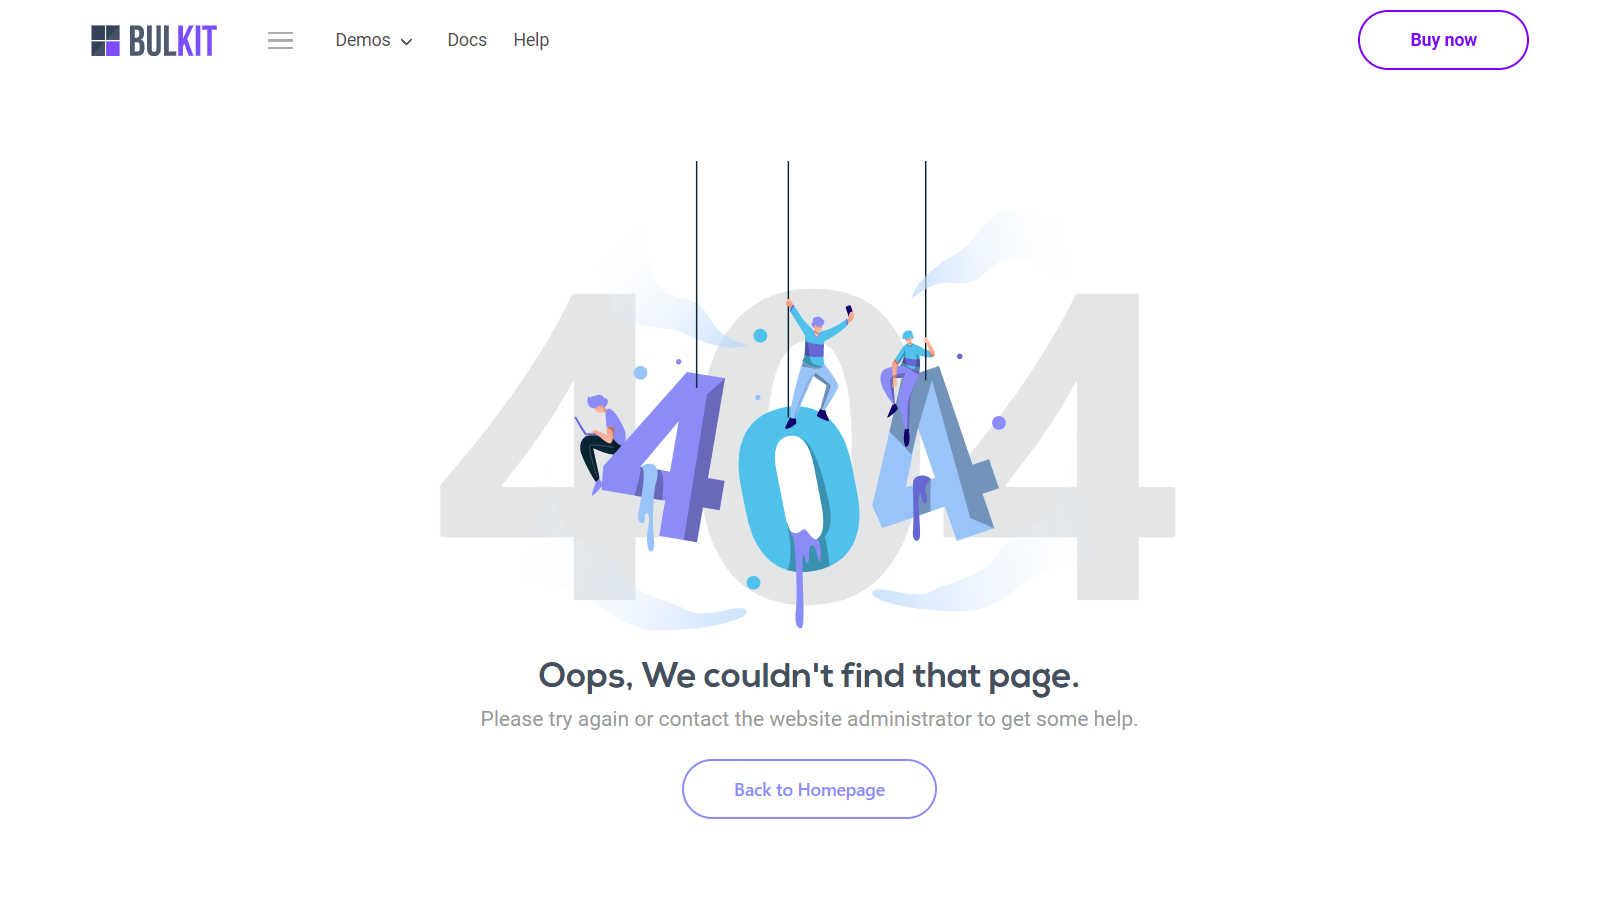 BULKIT
Demos
Docs
Help
Buy now
404
404
Oops, We couldn't find that page.
Please try again or contact the website administrator to get some help.
Back to Homepage